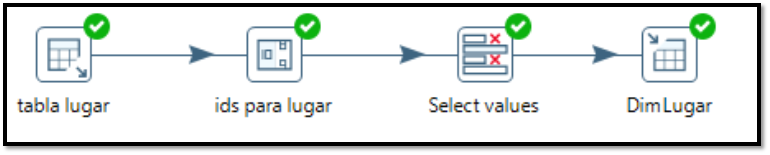 tabla lugar
ids para lugar
Select values
DimLugar